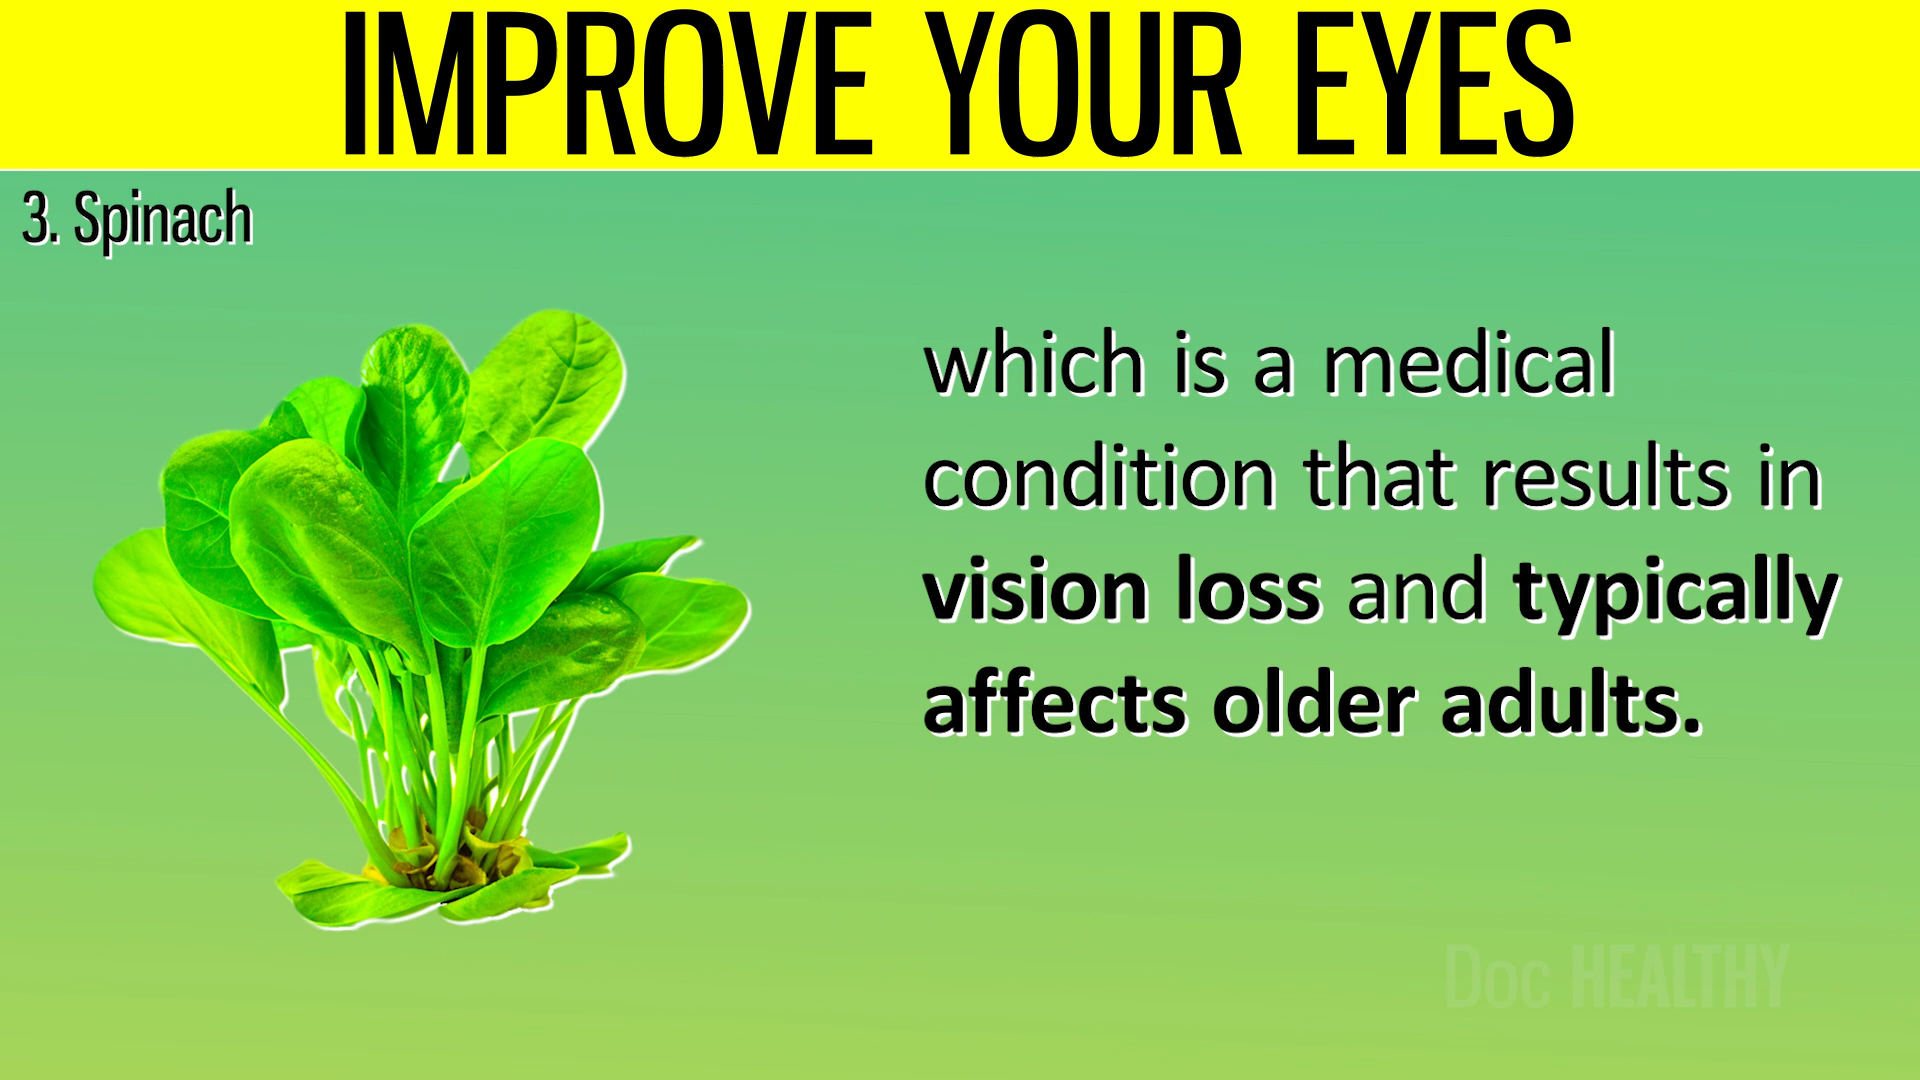 IMPROVE YOUR EYES
3. Spinach
which is a medical
condition that results in
vision loss and typically
affects older adults.
Doc HEALTHY